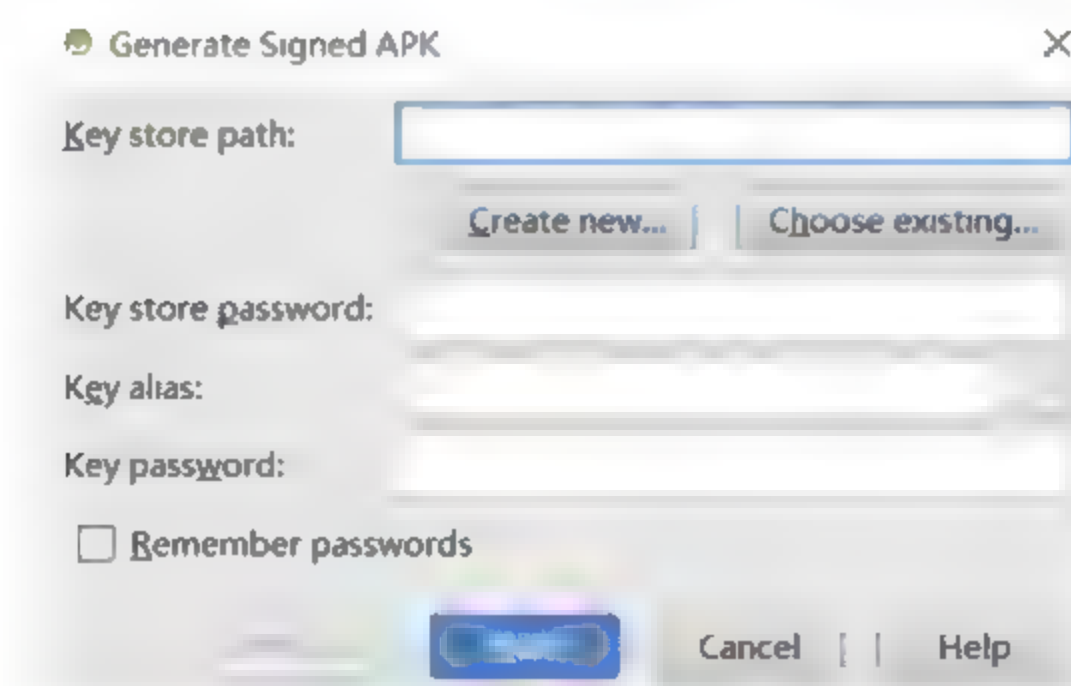 Generate Signed APK
Key store path:
Create new... Choose existing...
Key store password:
Key alias:
Key password:
Remember passwords
Cancel Help